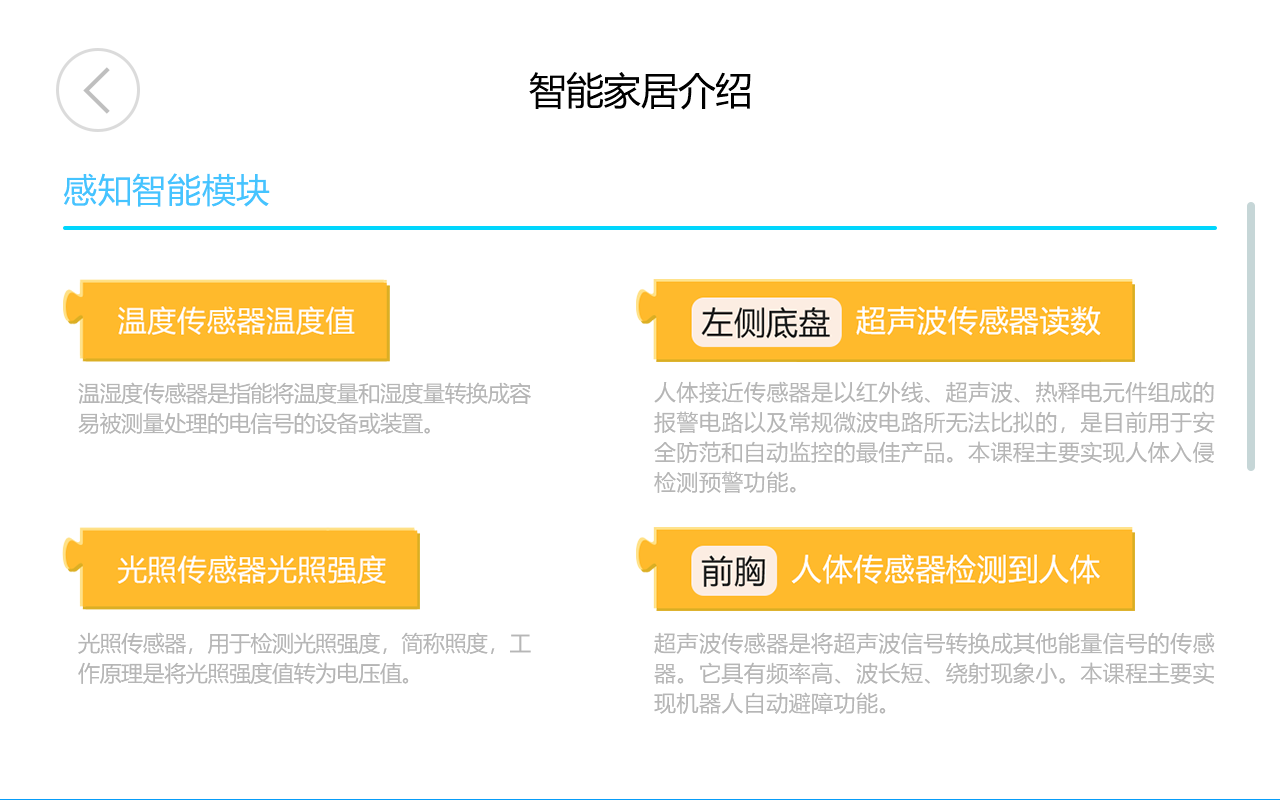 智能家居介绍
感知智能模块
温度传感器温度值
温湿度传感器是指能将温度量和湿度量转换成容
易被测量处理的电信号的设备或装置。
左侧底盘 超声波传感器读数
人体接近传感器是以红外线、超声波、热释电元件组成的
报警电路以及常规微波电路所无法比拟的，是目前用于安
全防范和自动监控的最佳产品。本课程主要实现人体入侵
检测预警功能。
光照传感器光照强度
光照传感器，用于检测光照强度，简称照度，工
作原理是将光照强度值转为电压值。
前胸 人体传感器检测到人体
超声波传感器是将超声波信号转换成其他能量信号的传感
器。它具有频率高、波长短、绕射现象小。本课程主要实
现机器人自动避障功能。